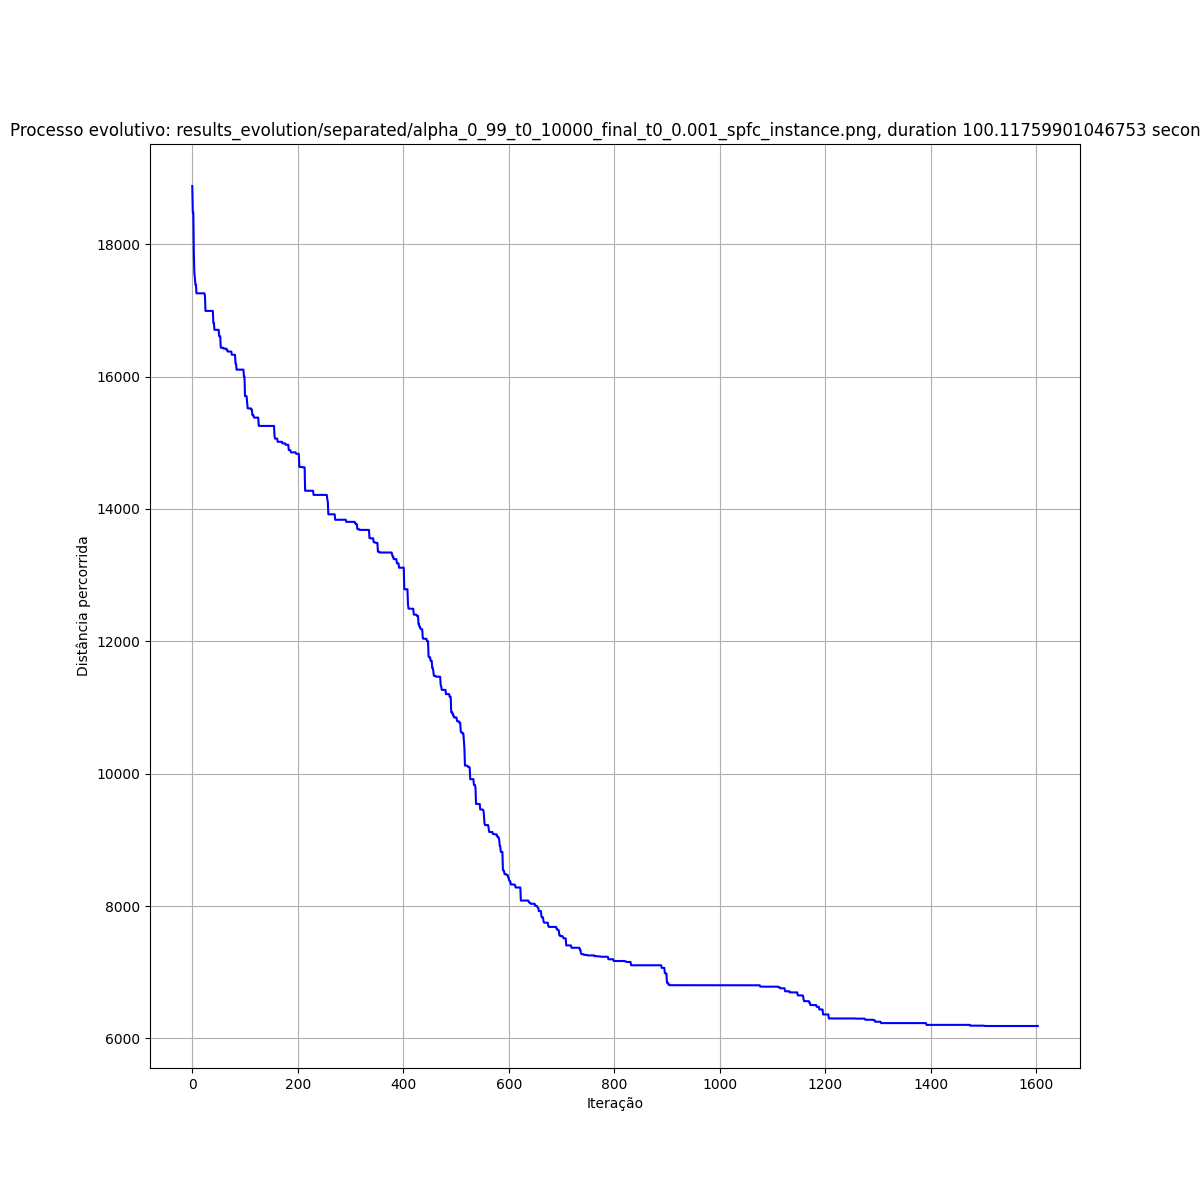 Processo evolutivo: results_evolution/separated/alpha_0_99_t0_10000_final_t0_0.001_spfc_instance.png, duration 100.11759901046753 secon
18000
16000
14000
12000
10000
8000
6000
Distância percorrida
0 200 400 600 800 1000 1200 1400 1600
Iteração